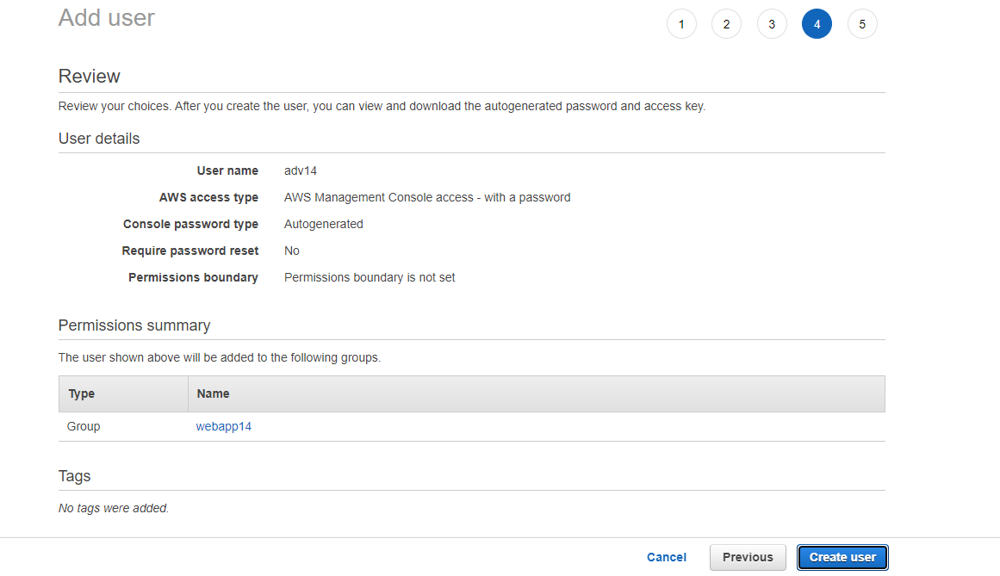 Add user
1 2 3 4 5
Review
Review your choices. After you create the user, you can view and download the autogenerated password and access key.
User details
User name adv14
AWS access type AWS Management Console access - with a password
Console password type Autogenerated
Require password reset No
Permissions boundary Permissions boundary is not set
Permissions summary
The user shown above will be added to the following groups.
Type Name
Group webapp14
Tags
No tags were added.
Cancel Previous Create user